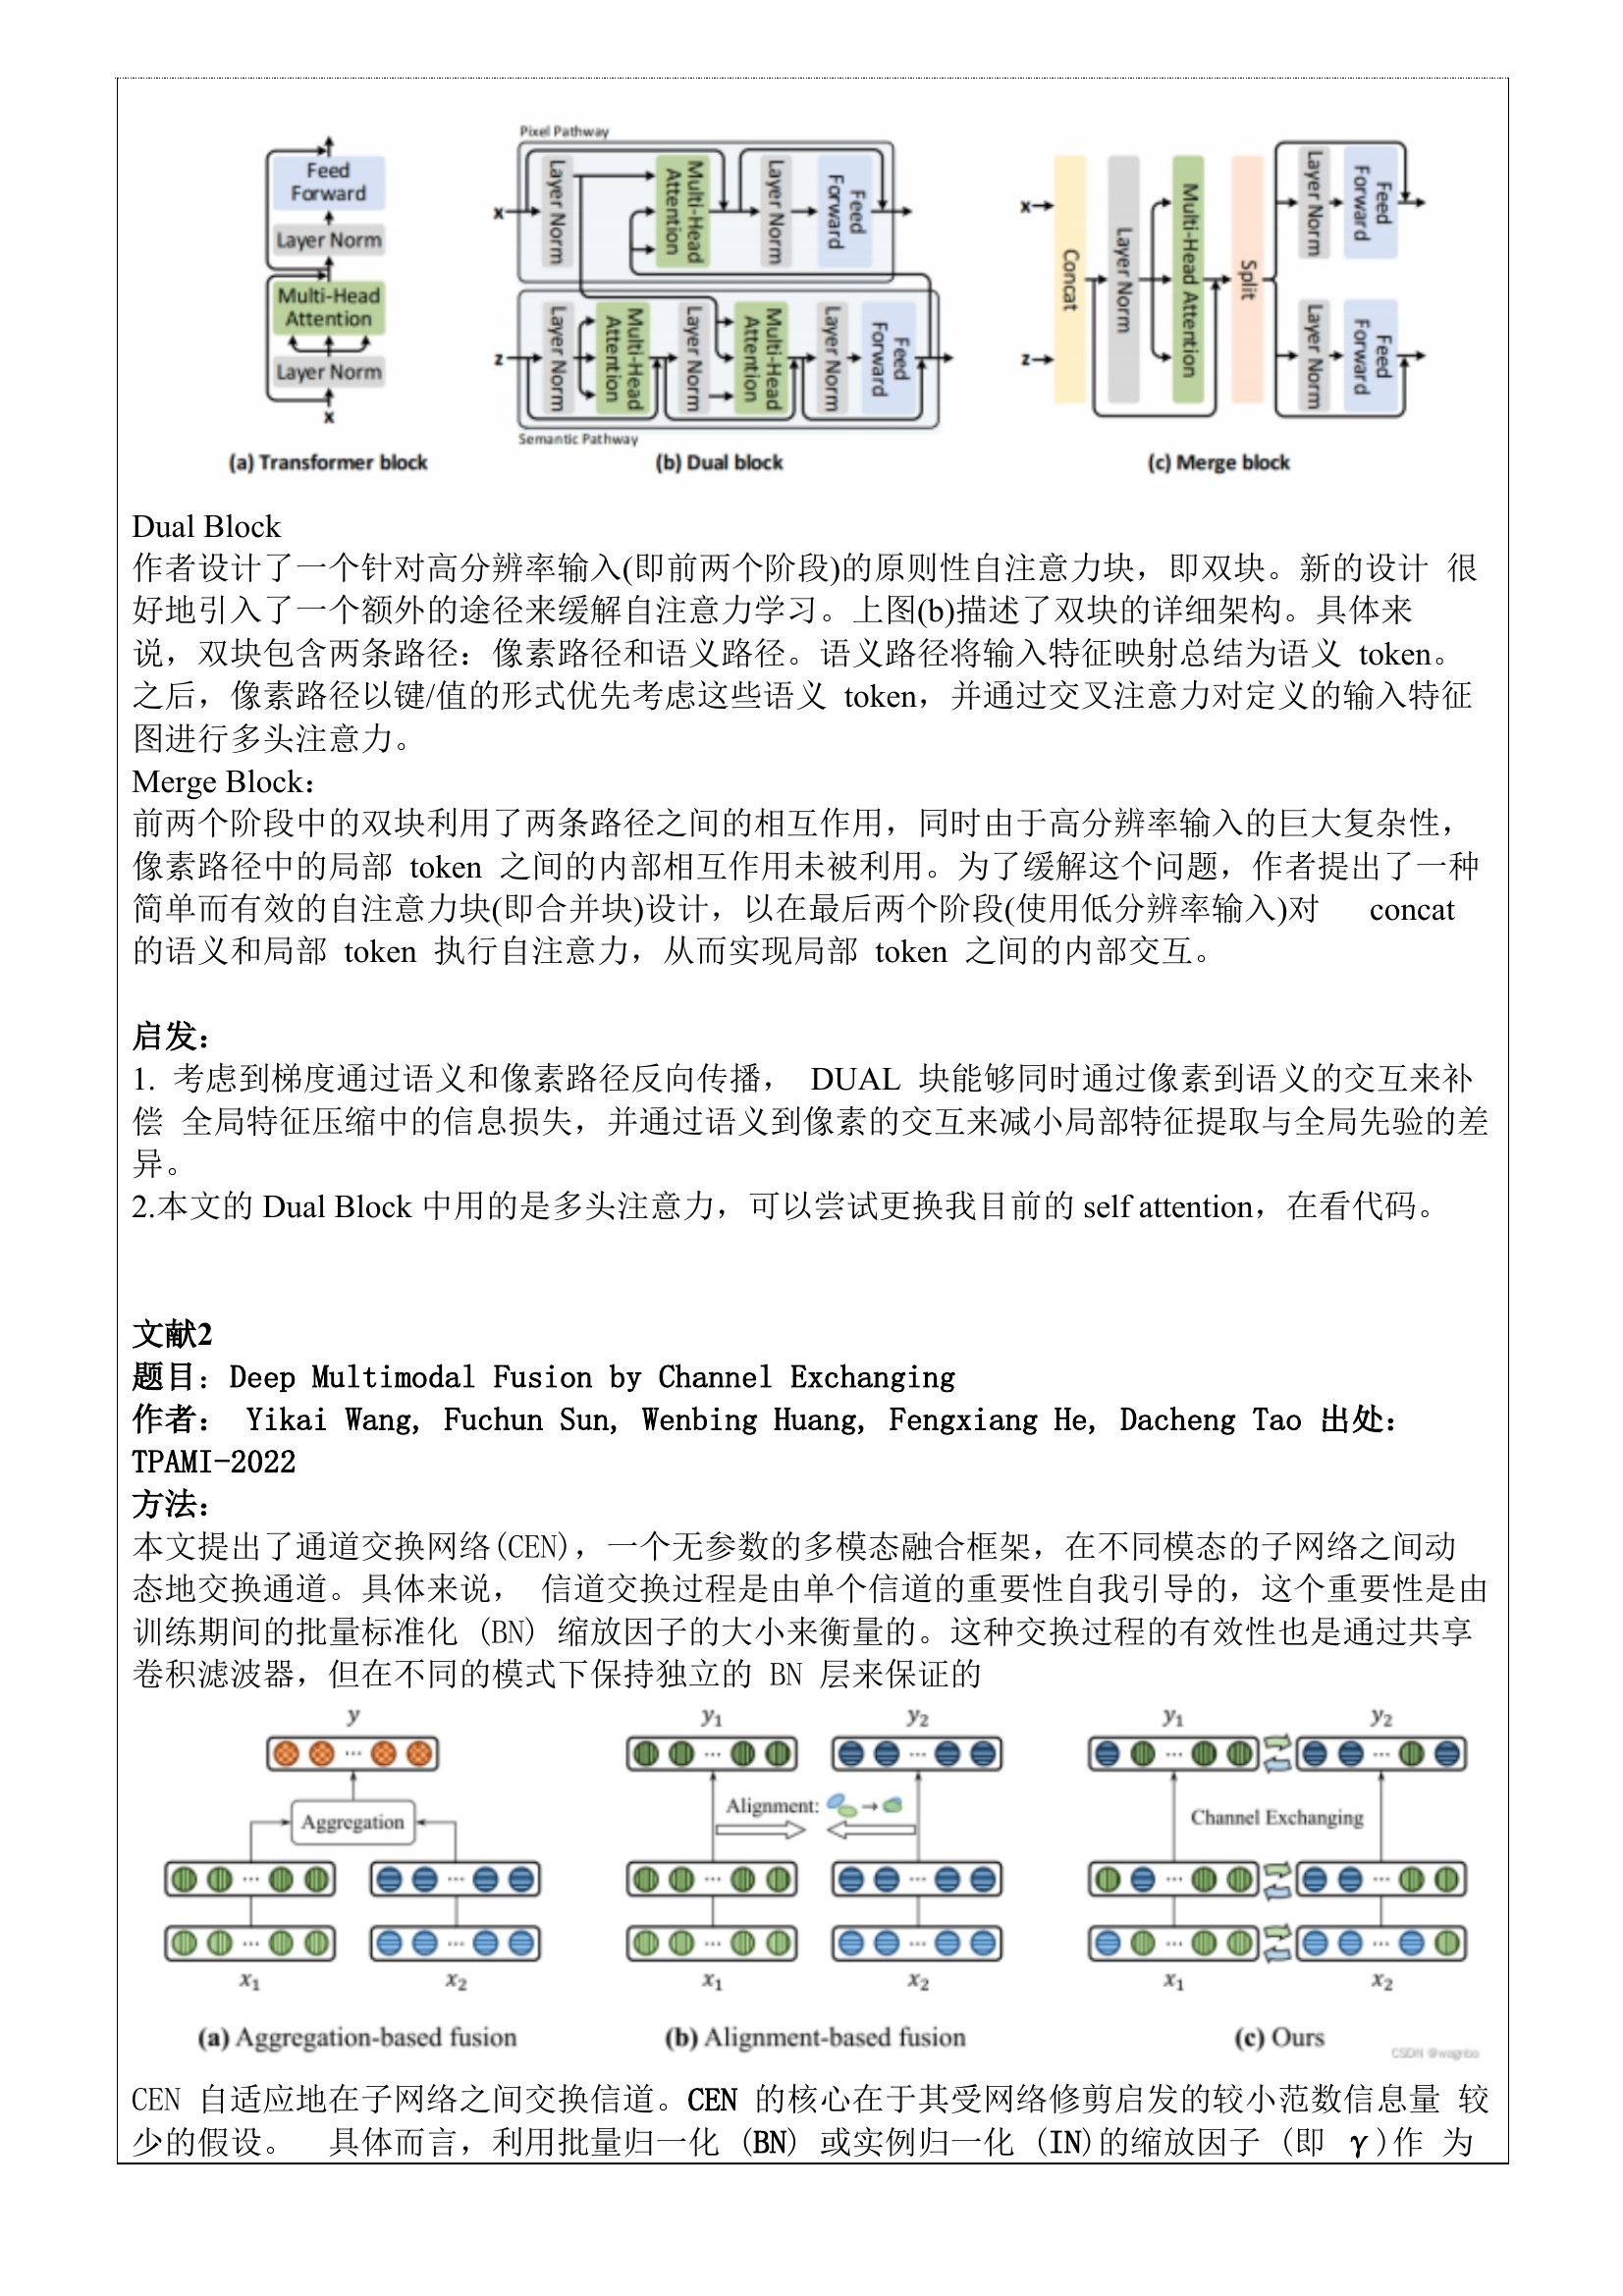 Pixel Pathway
Feed
Forward
Layer Norm
Multi-Head
Attention
Layer Norm
x
x
Layer Norm
Multi-Head
Attention
Layer Norm
Feed
Forward
z
Layer Norm
Multi-Head
Attention
Layer Norm
Multi-Head
Attention
Layer Norm
Feed
Forward
Semantic Pathway
x
z
Concat
Layer Norm
Multi-Head Attention
Split
Layer Norm
Feed
Forward
Layer Norm
Feed
Forward
(a) Transformer block
(b) Dual block
(c) Merge block
Dual Block
作者设计了一个针对高分辨率输入(即前两个阶段)的原则性自注意力块，即双块。新的设计 很
好地引入了一个额外的途径来缓解自注意力学习。上图(b)描述了双块的详细架构。具体来
说，双块包含两条路径：像素路径和语义路径。语义路径将输入特征映射总结为语义 token。
之后，像素路径以键/值的形式优先考虑这些语义 token，并通过交叉注意力对定义的输入特征
图进行多头注意力。
Merge Block：
前两个阶段中的双块利用了两条路径之间的相互作用，同时由于高分辨率输入的巨大复杂性，
像素路径中的局部 token 之间的内部相互作用未被利用。为了缓解这个问题，作者提出了一种
简单而有效的自注意力块(即合并块)设计，以在最后两个阶段(使用低分辨率输入)对 concat
的语义和局部 token 执行自注意力，从而实现局部 token 之间的内部交互。
启发：
1. 考虑到梯度通过语义和像素路径反向传播， DUAL 块能够同时通过像素到语义的交互来补
偿 全局特征压缩中的信息损失，并通过语义到像素的交互来减小局部特征提取与全局先验的差
异。
2.本文的 Dual Block 中用的是多头注意力，可以尝试更换我目前的 self attention，在看代码。
文献2
题目：Deep Multimodal Fusion by Channel Exchanging
作者： Yikai Wang, Fuchun Sun, Wenbing Huang, Fengxiang He, Dacheng Tao 出处：
TPAMI-2022
方法：
本文提出了通道交换网络(CEN)，一个无参数的多模态融合框架，在不同模态的子网络之间动
态地交换通道。具体来说， 信道交换过程是由单个信道的重要性自我引导的，这个重要性是由
训练期间的批量标准化 (BN) 缩放因子的大小来衡量的。这种交换过程的有效性也是通过共享
卷积滤波器，但在不同的模式下保持独立的 BN 层来保证的
y
y1
y2
y1
y2
Aggregation
Alignment:
Channel Exchanging
x1
x2
x1
x2
x1
x2
(a) Aggregation-based fusion
(b) Alignment-based fusion
(c) Ours
CSDN @wagnbo
CEN 自适应地在子网络之间交换信道。CEN 的核心在于其受网络修剪启发的较小范数信息量 较
少的假设。 具体而言，利用批量归一化 (BN) 或实例归一化 (IN)的缩放因子 (即 γ)作 为